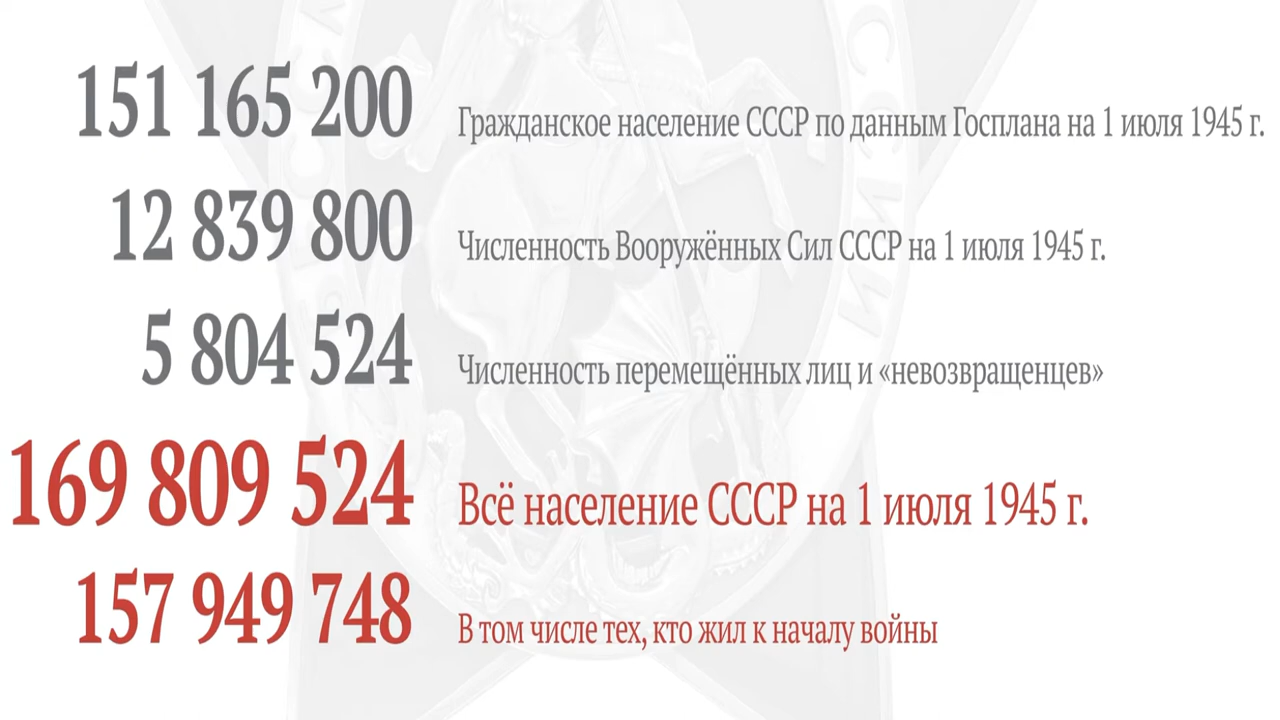 151 165 200 Гражданское население СССР по данным Госплана на 1 июля 1945 г.
12 839 800 Численность Вооружённых Сил СССР на 1 июля 1945 г.
5 804 524 Численность перемещённых лиц и «невозвращенцев»
169 809 524 Всё население СССР на 1 июля 1945 г.
157 949 748 В том числе тех, кто жил к началу войны